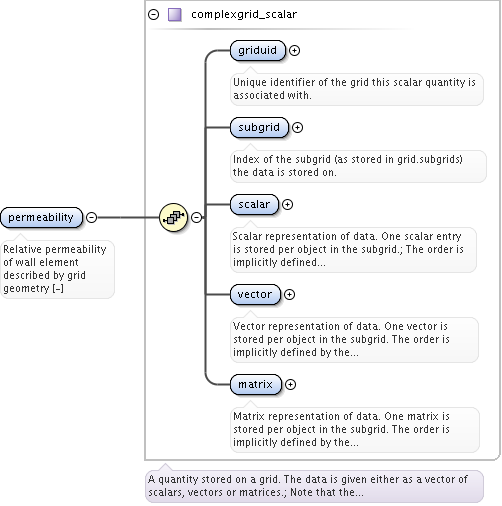 complexgrid_scalar
griduid
Unique identifier of the grid this scalar quantity is
associated with.
subgrid
Index of the subgrid (as stored in grid.subgrids)
the data is stored on.
scalar
Scalar representation of data. One scalar entry
is stored per object in the subgrid.; The order is
implicitly defined...
permeability
Relative permeability
of wall element
described by grid
geometry [-]
vector
Vector representation of data. One vector is
stored per object in the subgrid. The order is
implicitly defined by the...
matrix
Matrix representation of data. One matrix is
stored per object in the subgrid. The order is
implicitly defined by the...
A quantity stored on a grid. The data is given either as a vector of
scalars, vectors or matrices.; Note that the...